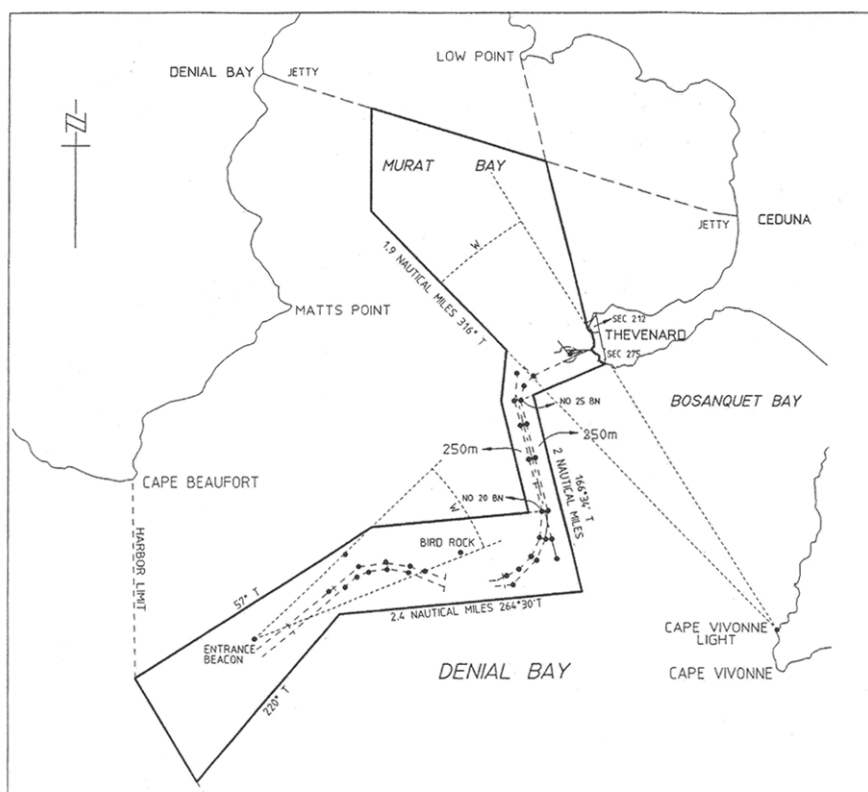 LOW POINT
DENIAL BAY
JETTY
N
MURAT BAY
JETTY
CEDUNA
W
1.9 NAUTICAL MILES 316° T
MATTS POINT
SEC 212
THEVENARD
SEC 275
NO 25 BN
BOSANQUET BAY
250m
250m
166°34' T
2 NAUTICAL MILES
CAPE BEAUFORT
NO 20 BN
W
HARBOR LIMIT
BIRD ROCK
57° T
2.4 NAUTICAL MILES 264°30'T
ENTRANCE
BEACON
CAPE VIVONNE
LIGHT
DENIAL BAY
CAPE VIVONNE
220° T